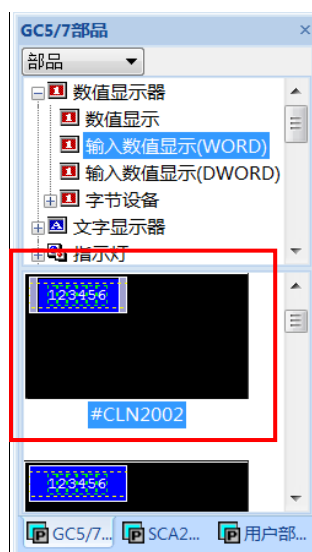 GC5/7部品
部品
数值显示器
数值显示
输入数值显示(WORD)
输入数值显示(DWORD)
字节设备
文字显示器
指示灯
123456
#CLN2002
123456
GC5/7... SCA2... 用户部...